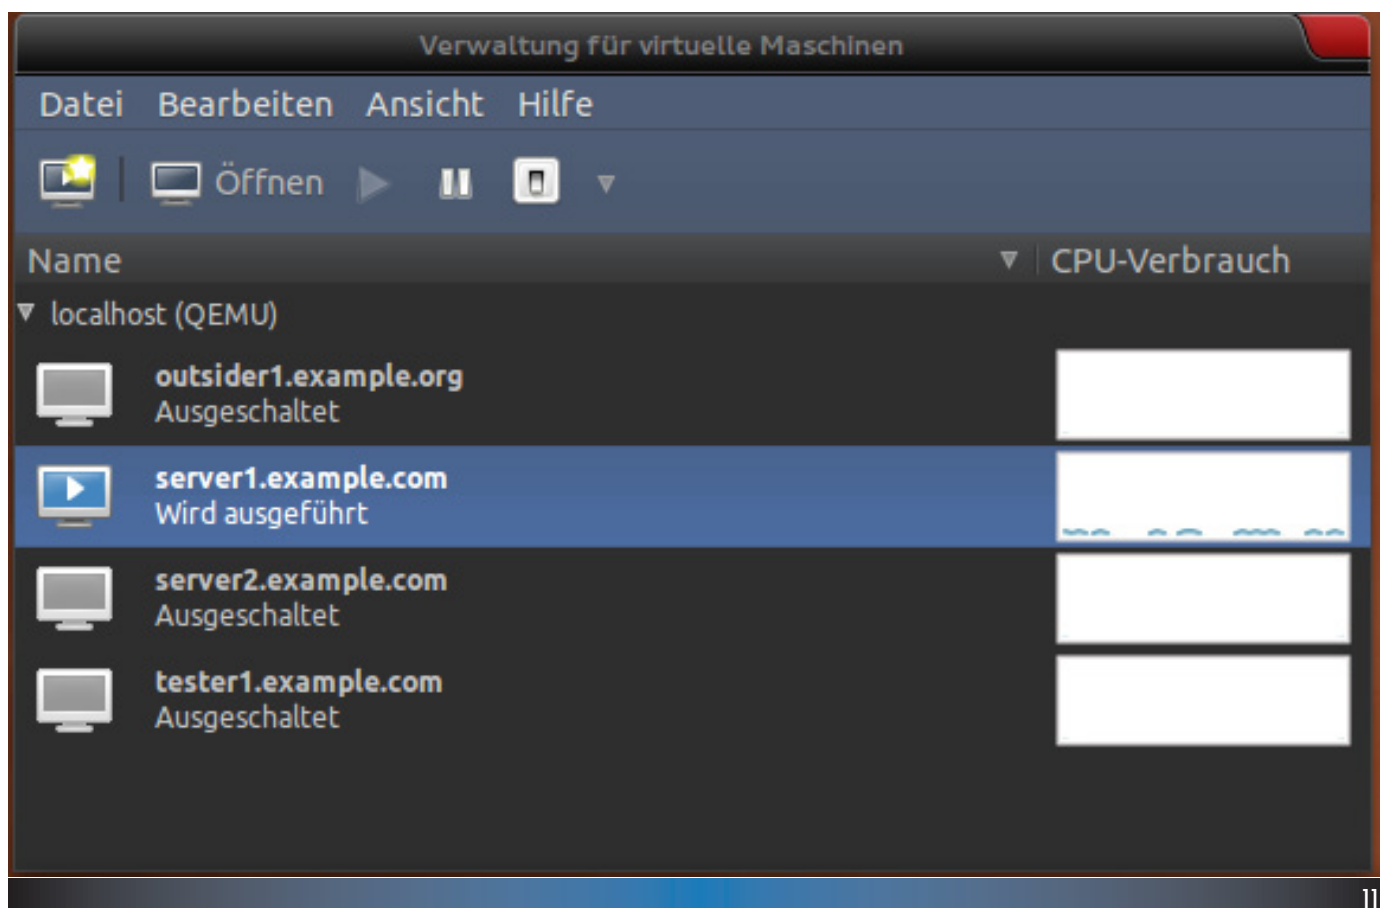 Verwaltung für virtuelle Maschinen
Datei Bearbeiten Ansicht Hilfe
Öffnen
Name CPU-Verbrauch
localhost (QEMU)
outsider1.example.org
Ausgeschaltet
server1.example.com
Wird ausgeführt
server2.example.com
Ausgeschaltet
tester1.example.com
Ausgeschaltet
11